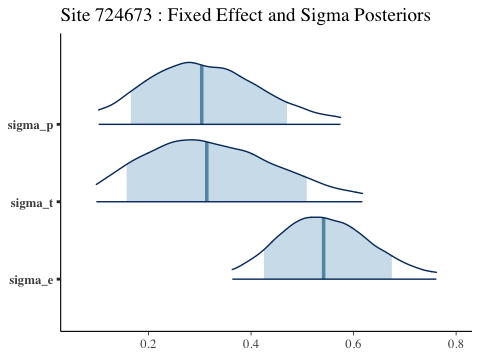 Site 724673 : Fixed Effect and Sigma Posteriors
sigma_p
sigma_t
sigma_e
0.2 0.4 0.6 0.8